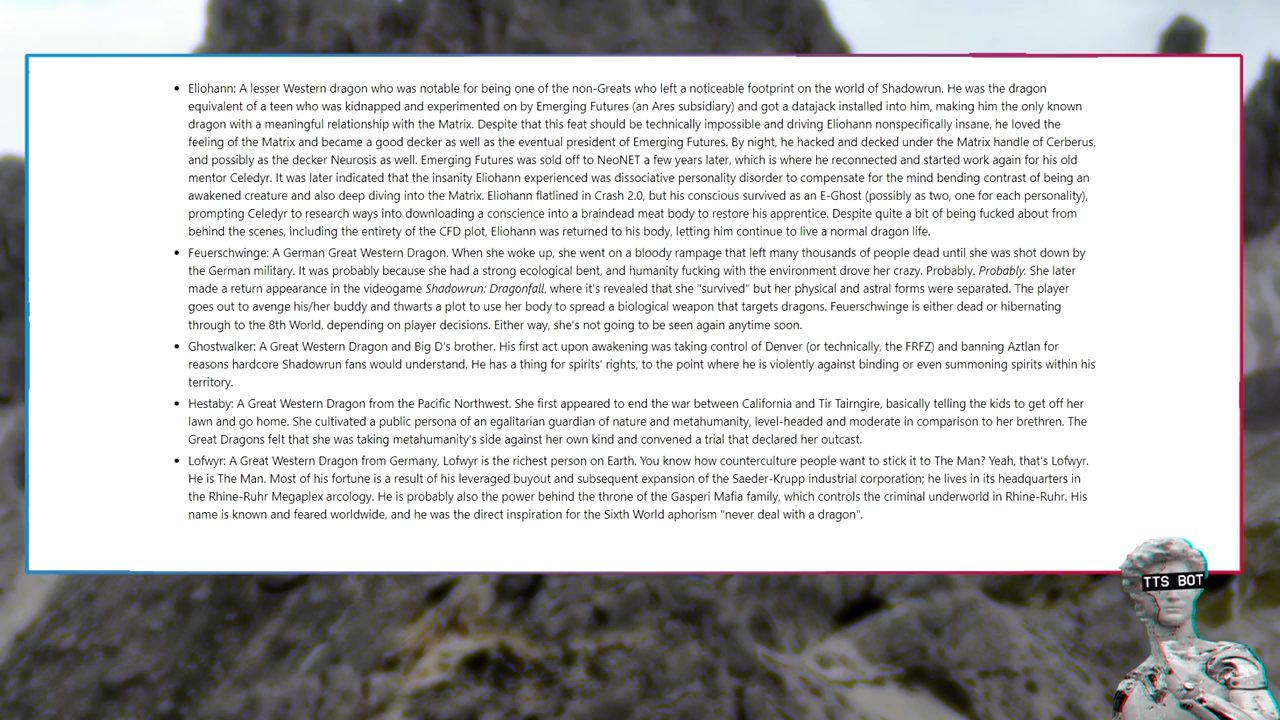 • Eliohann: A lesser Western dragon who was notable for being one of the non-Greats who left a noticeable footprint on the world of Shadowrun. He was the dragon
equivalent of a teen who was kidnapped and experimented on by Emerging Futures (an Ares subsidiary) and got a datajack installed into him, making him the only known
dragon with a meaningful relationship with the Matrix. Despite that this feat should be technically impossible and driving Eliohann nonspecifically insane, he loved the
feeling of the Matrix and became a good decker as well as the eventual president of Emerging Futures. By night, he hacked and decked under the Matrix handle of Cerberus,
and possibly as the decker Neurosis as well. Emerging Futures was sold off to NeoNET a few years later, which is where he reconnected and started work again for his old
mentor Celedyr. It was later indicated that the insanity Eliohann experienced was dissociative personality disorder to compensate for the mind bending contrast of being an
awakened creature and also deep diving into the Matrix. Eliohann flatlined in Crash 2.0, but his conscious survived as an E-Ghost (possibly as two, one for each personality),
prompting Celedyr to research ways into downloading a conscience into a braindead meat body to restore his apprentice. Despite quite a bit of being fucked about from
behind the scenes, including the entirety of the CFD plot, Eliohann was returned to his body, letting him continue to live a normal dragon life.
• Feuerschwinge: A German Great Western Dragon. When she woke up, she went on a bloody rampage that left many thousands of people dead until she was shot down by
the German military. It was probably because she had a strong ecological bent, and humanity fucking with the environment drove her crazy. Probably. Probably. She later
made a return appearance in the videogame Shadowrun: Dragonfall, where it's revealed that she "survived" but her physical and astral forms were separated. The player
goes out to avenge his/her buddy and thwarts a plot to use her body to spread a biological weapon that targets dragons. Feuerschwinge is either dead or hibernating
through to the 8th World, depending on player decisions. Either way, she's not going to be seen again anytime soon.
• Ghostwalker: A Great Western Dragon and Big D's brother. His first act upon awakening was taking control of Denver (or technically, the FRFZ) and banning Aztlan for
reasons hardcore Shadowrun fans would understand. He has a thing for spirits' rights, to the point where he is violently against binding or even summoning spirits within his
territory.
• Hestaby: A Great Western Dragon from the Pacific Northwest. She first appeared to end the war between California and Tir Tairngire, basically telling the kids to get off her
lawn and go home. She cultivated a public persona of an egalitarian guardian of nature and metahumanity, level-headed and moderate in comparison to her brethren. The
Great Dragons felt that she was taking metahumanity's side against her own kind and convened a trial that declared her outcast.
• Lofwyr: A Great Western Dragon from Germany, Lofwyr is the richest person on Earth. You know how counterculture people want to stick it to The Man? Yeah, that's Lofwyr.
He is The Man. Most of his fortune is a result of his leveraged buyout and subsequent expansion of the Saeder-Krupp industrial corporation; he lives in its headquarters in
the Rhine-Ruhr Megaplex arcology. He is probably also the power behind the throne of the Gasperi Mafia family, which controls the criminal underworld in Rhine-Ruhr. His
name is known and feared worldwide, and he was the direct inspiration for the Sixth World aphorism "never deal with a dragon".
TTS BOT